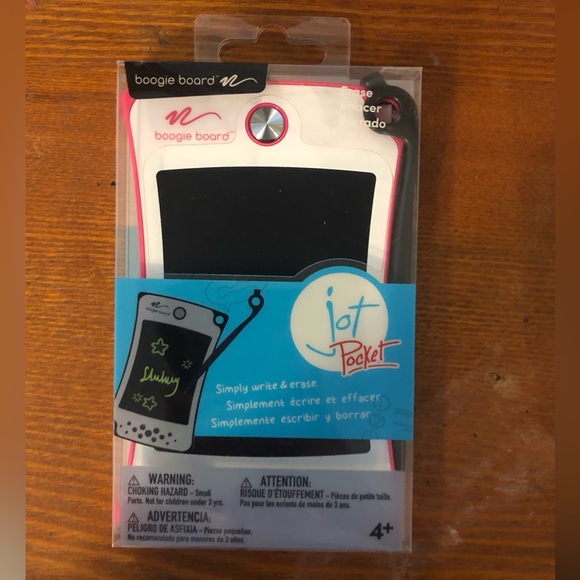 boogie board™
Erase
Effacer
Borrado
boogie board™
jot
Pocket
boogie board
Simply write & erase.
Simplement écrire et effacer.
Simplemente escribir y borrar.
WARNING:
CHOKING HAZARD – Small
Parts. Not for children under 3 yrs.
ATTENTION:
RISQUE D'ÉTOUFFEMENT – Pièces de petite taille.
Pas pour les enfants de moins de 3 ans.
ADVERTENCIA:
PELIGRO DE ASFIXIA – Piezas pequeñas.
No recomendado para menores de 3 años.
4+